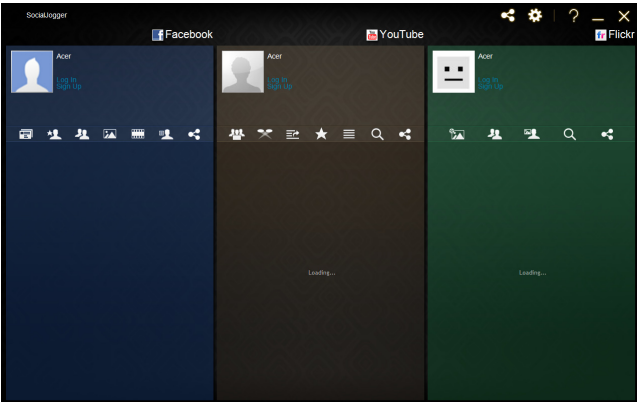 SocialJogger
Facebook
YouTube
Flickr
Acer
Log In
Sign Up
Acer
Log In
Sign Up
Loading...
Acer
Log In
Sign Up
Loading...